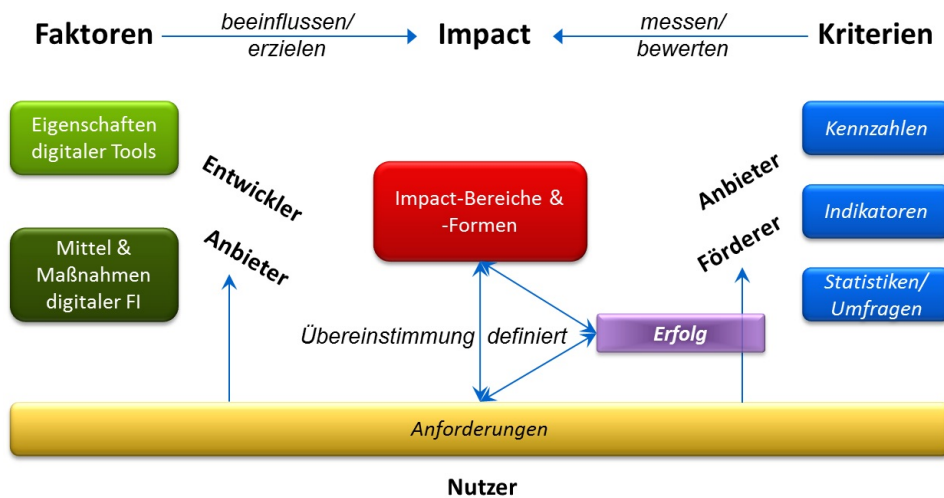 Faktoren
beeinflussen/
erzielen
Impact
messen/
bewerten
Kriterien
Eigenschaften
digitaler Tools
Mittel &
Maßnahmen
digitaler FI
Entwickler
Anbieter
Impact-Bereiche &
-Formen
Übereinstimmung definiert
Erfolg
Anbieter
Förderer
Kennzahlen
Indikatoren
Statistiken/
Umfragen
Anforderungen
Nutzer